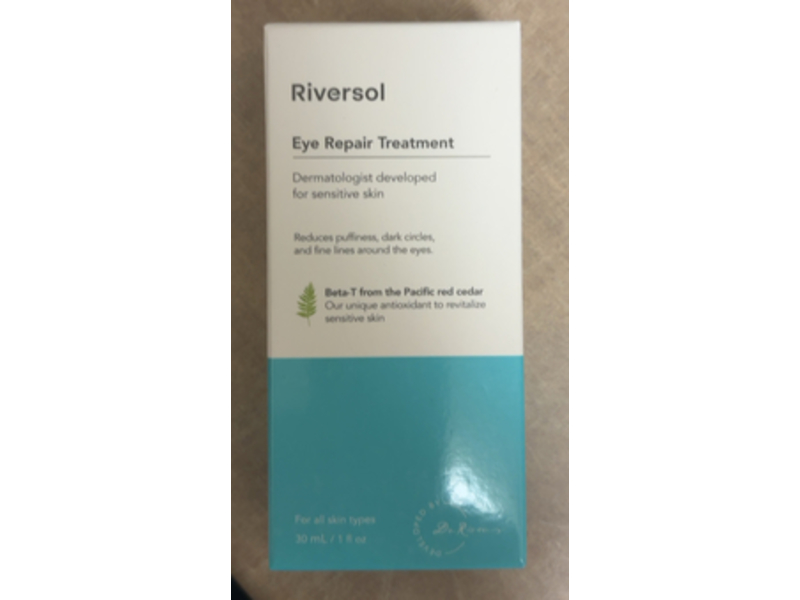 Riversol
Eye Repair Treatment
Dermatologist developed
for sensitive skin
Reduces puffiness, dark circles,
and fine lines around the eyes.
Beta-T from the Pacific red cedar
Our unique antioxidant to revitalize
sensitive skin
For all skin types
30 mL / 1 fl oz
DEVELOPED BY